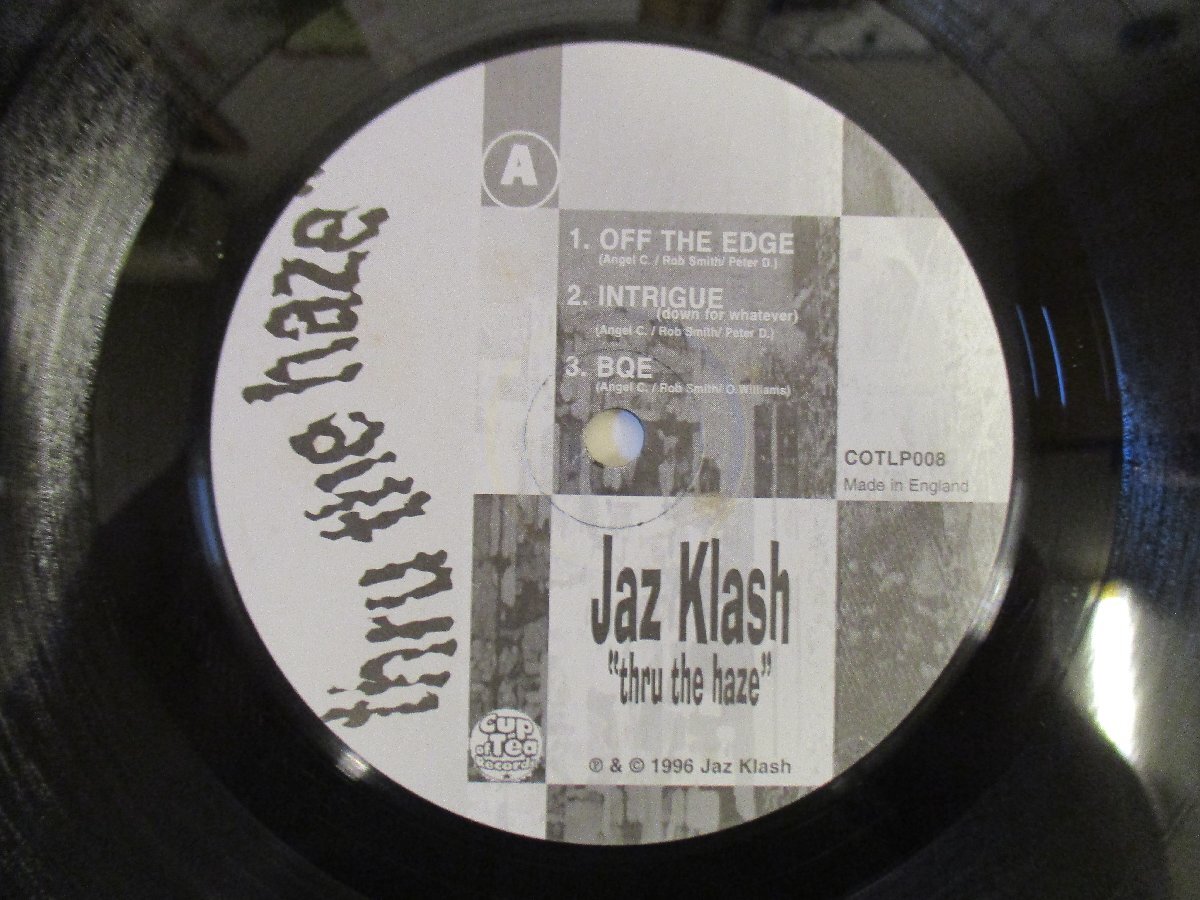 A
1. OFF THE EDGE
(Angel C. / Rob Smith/ Peter D.)
2. INTRIGUE
(down for whatever)
(Angel C. / Rob Smith/ Peter D.)
3. BQE
(Angel C. / Rob Smith/ O.Williams)
COTLP008
Made in England
Jaz Klash
"thru the haze"
℗ & © 1996 Jaz Klash
Cup
of Tea
Records
thru the haze